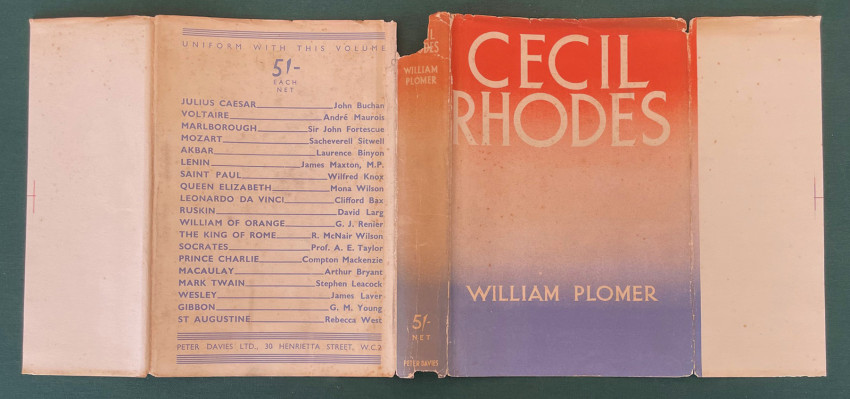 UNIFORM WITH THIS VOLUME
5/-
EACH
NET
JULIUS CAESAR John Buchan
VOLTAIRE André Maurois
MARLBOROUGH Sir John Fortescue
MOZART Sacheverell Sitwell
AKBAR Laurence Binyon
LENIN James Maxton, M.P.
SAINT PAUL Wilfred Knox
QUEEN ELIZABETH Mona Wilson
LEONARDO DA VINCI Clifford Bax
RUSKIN David Larg
WILLIAM OF ORANGE G. J. Renier
THE KING OF ROME R. McNair Wilson
SOCRATES Prof. A. E. Taylor
PRINCE CHARLIE Compton Mackenzie
MACAULAY Arthur Bryant
MARK TWAIN Stephen Leacock
WESLEY James Laver
GIBBON G. M. Young
ST AUGUSTINE Rebecca West
PETER DAVIES LTD., 30 HENRIETTA STREET, W.C.2
WILLIAM
PLOMER
5/-
NET
PETER DAVIES
CECIL
RHODES
WILLIAM PLOMER